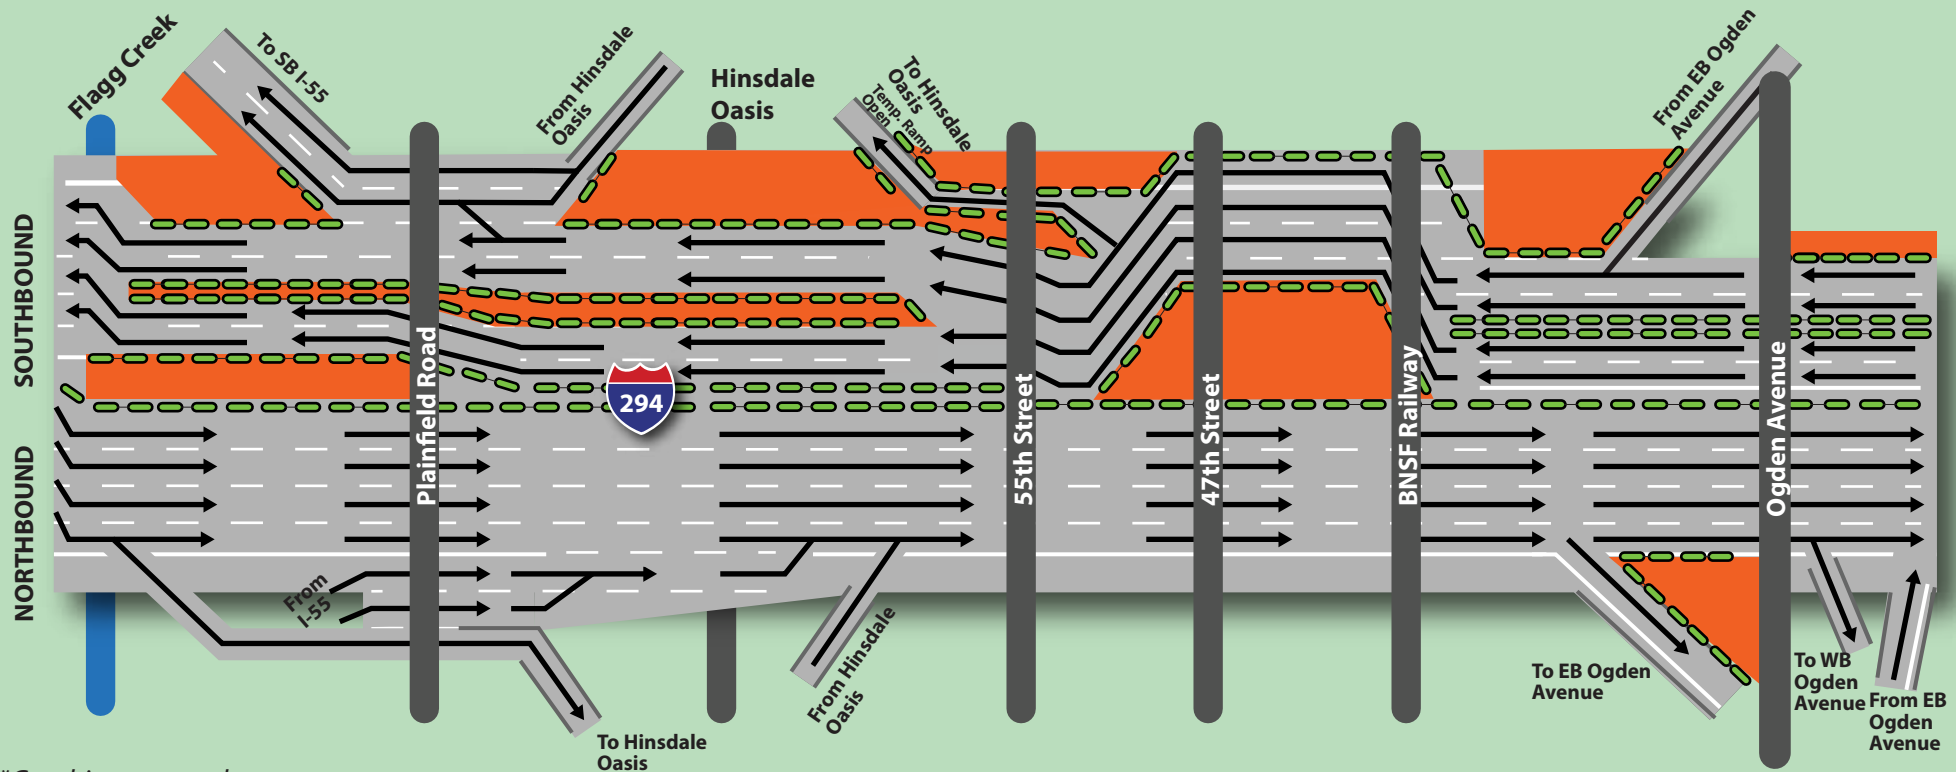 Flagg Creek
To SB I-55
From Hinsdale
Oasis
Hinsdale
Oasis
To Hinsdale
Oasis
Temp. Ramp
Open
From EB Ogden
Avenue
SOUTHBOUND
NORTHBOUND
Plainfield Road
294
55th Street
47th Street
BNSF Railway
Ogden Avenue
From
I-55
To Hinsdale
Oasis
From Hinsdale
Oasis
To EB Ogden
Avenue
To WB
Ogden
Avenue
From EB
Ogden
Avenue